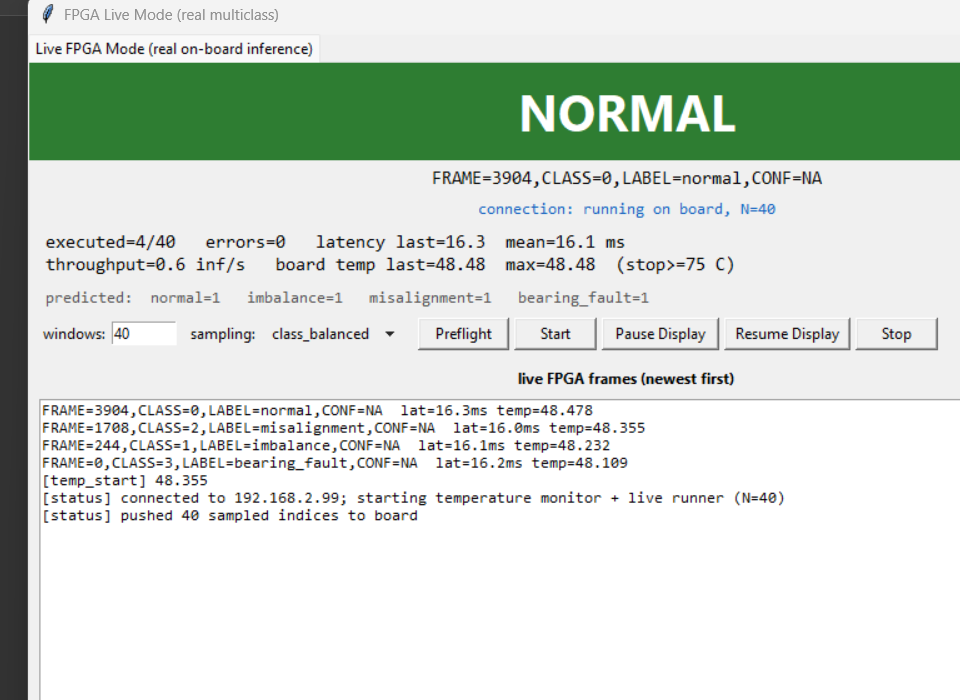 FPGA Live Mode (real multiclass)
Live FPGA Mode (real on-board inference)
NORMAL
FRAME=3904,CLASS=0,LABEL=normal,CONF=NA
connection: running on board, N=40
executed=4/40 errors=0 latency last=16.3 mean=16.1 ms
throughput=0.6 inf/s board temp last=48.48 max=48.48 (stop>=75 C)
predicted: normal=1 imbalance=1 misalignment=1 bearing_fault=1
windows: 40 sampling: class_balanced Preflight Start Pause Display Resume Display Stop
live FPGA frames (newest first)
FRAME=3904,CLASS=0,LABEL=normal,CONF=NA lat=16.3ms temp=48.478
FRAME=1708,CLASS=2,LABEL=misalignment,CONF=NA lat=16.0ms temp=48.355
FRAME=244,CLASS=1,LABEL=imbalance,CONF=NA lat=16.1ms temp=48.232
FRAME=0,CLASS=3,LABEL=bearing_fault,CONF=NA lat=16.2ms temp=48.109
[temp_start] 48.355
[status] connected to 192.168.2.99; starting temperature monitor + live runner (N=40)
[status] pushed 40 sampled indices to board